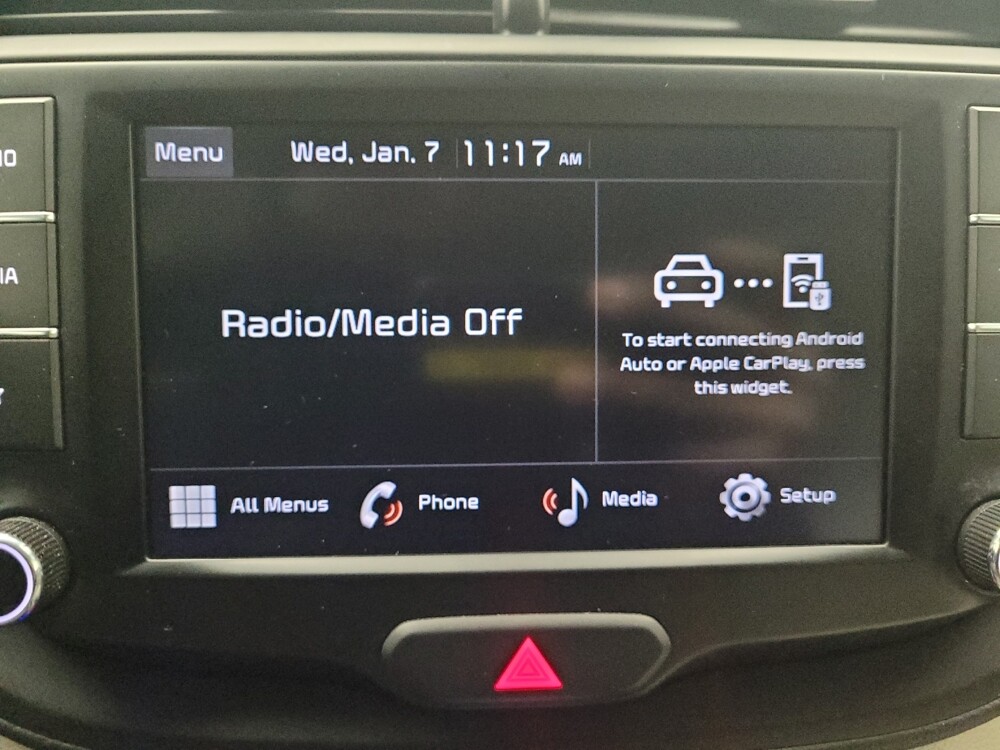 Menu
Wed, Jan. 7 11:17 AM
Radio/Media Off
To start connecting Android
Auto or Apple CarPlay, press
this widget.
All Menus
Phone
Media
Setup